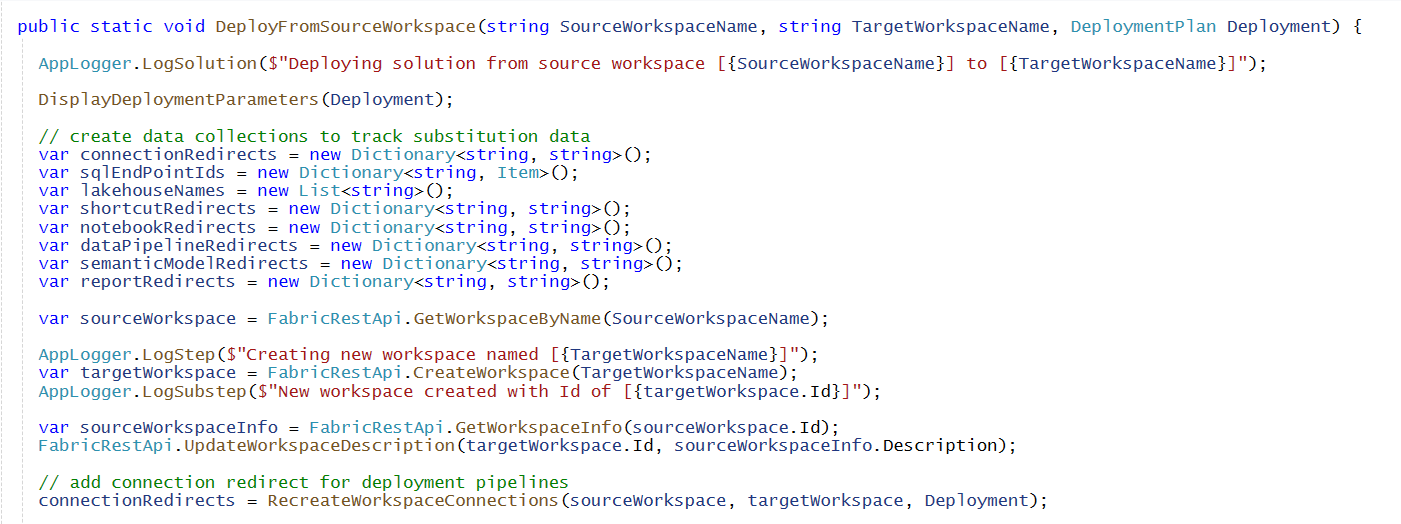 public static void DeployFromSourceWorkspace(string SourceWorkspaceName, string TargetWorkspaceName, DeploymentPlan Deployment) {
AppLogger.LogSolution($"Deploying solution from source workspace [{SourceWorkspaceName}] to [{TargetWorkspaceName}]");
DisplayDeploymentParameters(Deployment);
// create data collections to track substitution data
var connectionRedirects = new Dictionary<string, string>();
var sqlEndPointIds = new Dictionary<string, Item>();
var lakehouseNames = new List<string>();
var shortcutRedirects = new Dictionary<string, string>();
var notebookRedirects = new Dictionary<string, string>();
var dataPipelineRedirects = new Dictionary<string, string>();
var semanticModelRedirects = new Dictionary<string, string>();
var reportRedirects = new Dictionary<string, string>();
var sourceWorkspace = FabricRestApi.GetWorkspaceByName(SourceWorkspaceName);
AppLogger.LogStep($"Creating new workspace named [{TargetWorkspaceName}]");
var targetWorkspace = FabricRestApi.CreateWorkspace(TargetWorkspaceName);
AppLogger.LogSubstep($"New workspace created with Id of [{targetWorkspace.Id}]");
var sourceWorkspaceInfo = FabricRestApi.GetWorkspaceInfo(sourceWorkspace.Id);
FabricRestApi.UpdateWorkspaceDescription(targetWorkspace.Id, sourceWorkspaceInfo.Description);
// add connection redirect for deployment pipelines
connectionRedirects = RecreateWorkspaceConnections(sourceWorkspace, targetWorkspace, Deployment);